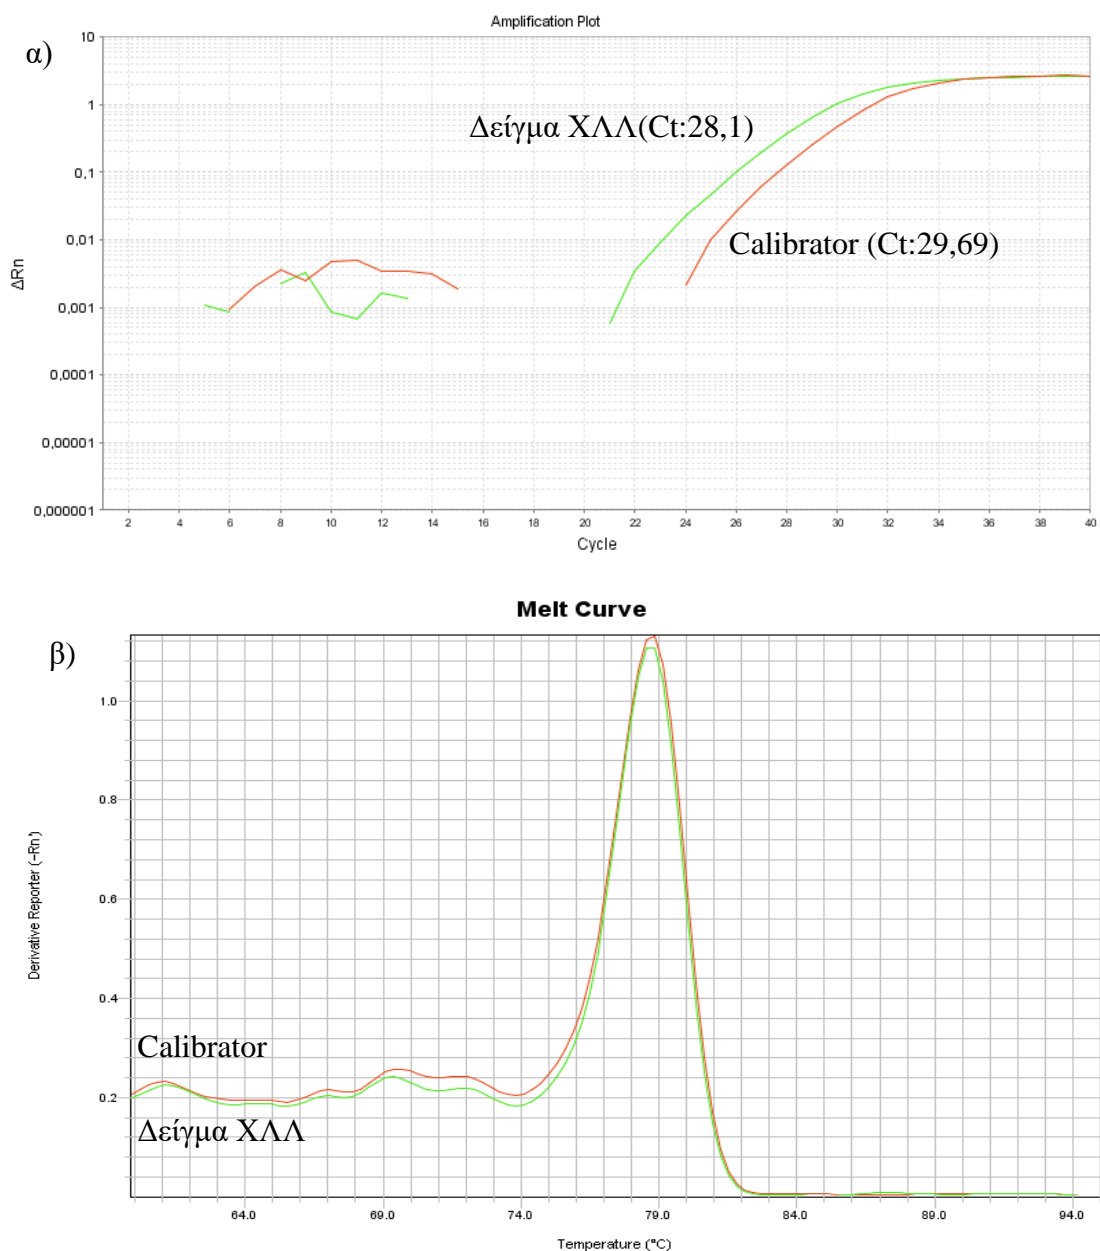 Amplification Plot
α)
10
1
0,1
0,01
0,001
0,0001
0,00001
0,000001
ΔRn
Δείγμα ΧΛΛ(Ct:28,1)
Calibrator (Ct:29,69)
2 4 6 8 10 12 14 16 18 20 22 24 26 28 30 32 34 36 38 40
Cycle
Melt Curve
β)
1.0
0.8
0.6
0.4
0.2
Derivative Reporter (-Rn')
Calibrator
Δείγμα ΧΛΛ
64.0 69.0 74.0 79.0 84.0 89.0 94.0
Temperature (°C)